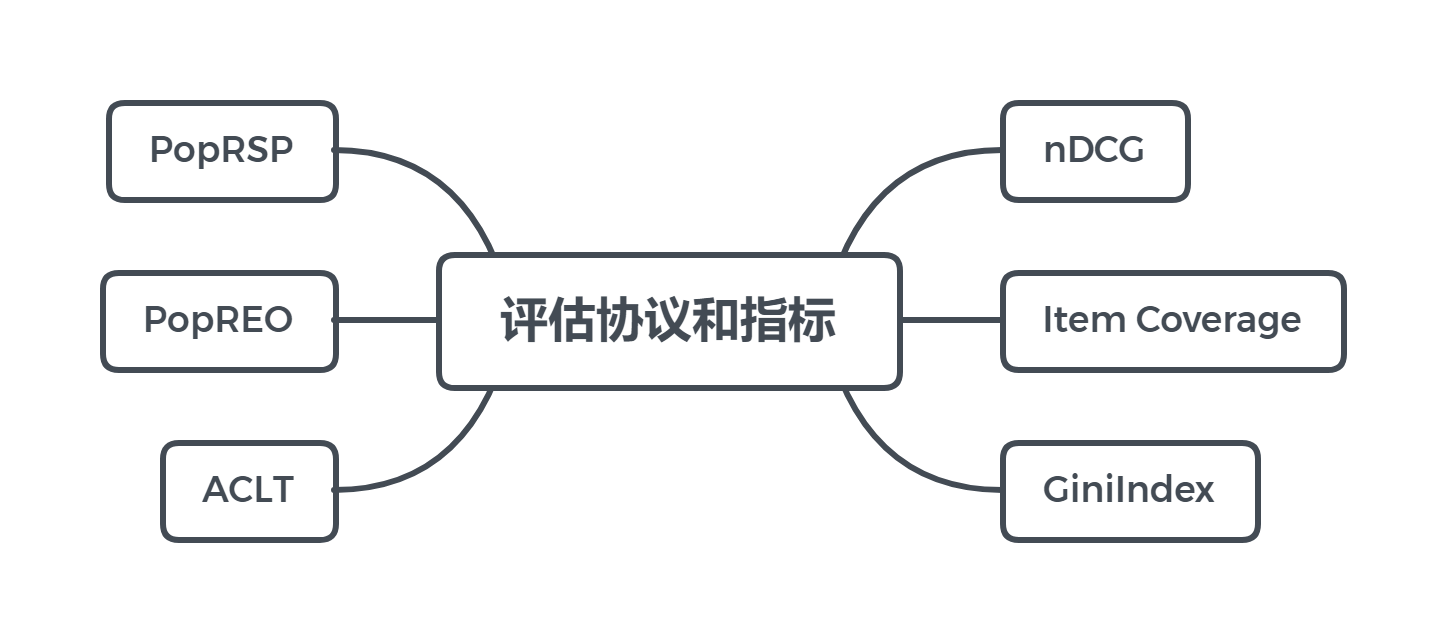 PopRSP
nDCG
PopREO
评估协议和指标
Item Coverage
ACLT
GiniIndex